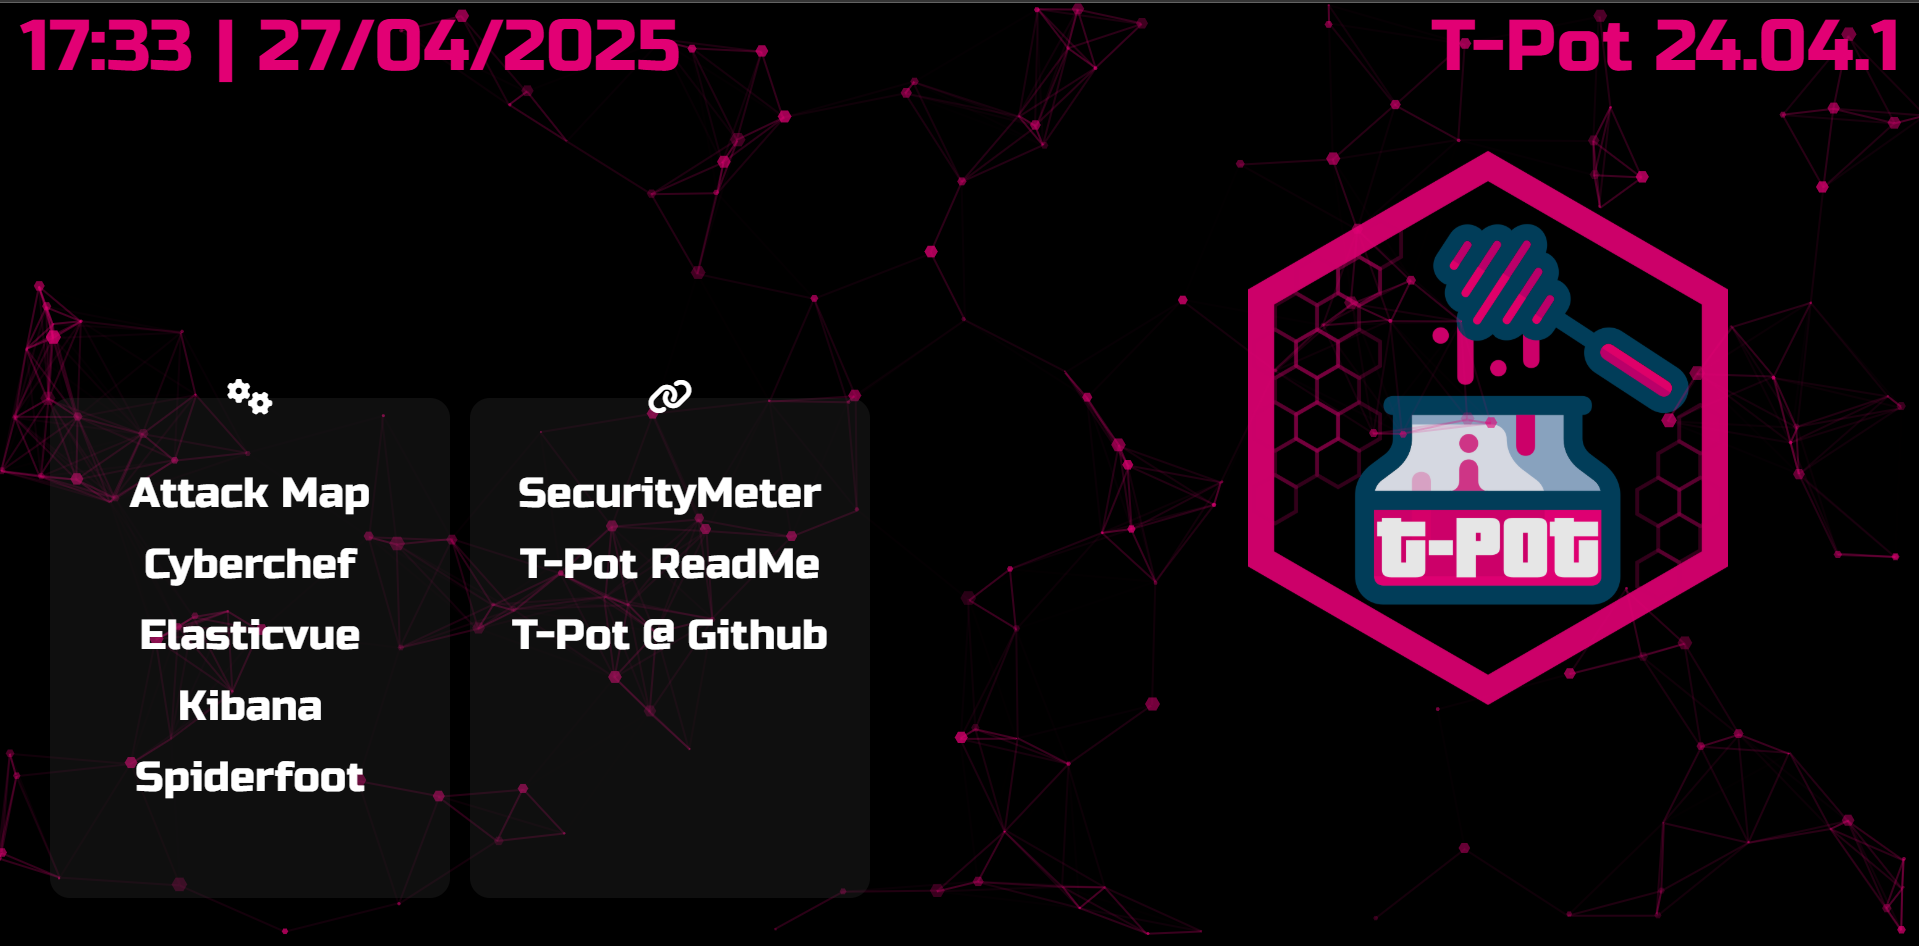 17:33 | 27/04/2025
T-Pot 24.04.1
Attack Map
Cyberchef
Elasticvue
Kibana
Spiderfoot
SecurityMeter
T-Pot ReadMe
T-Pot @ Github
t-pot